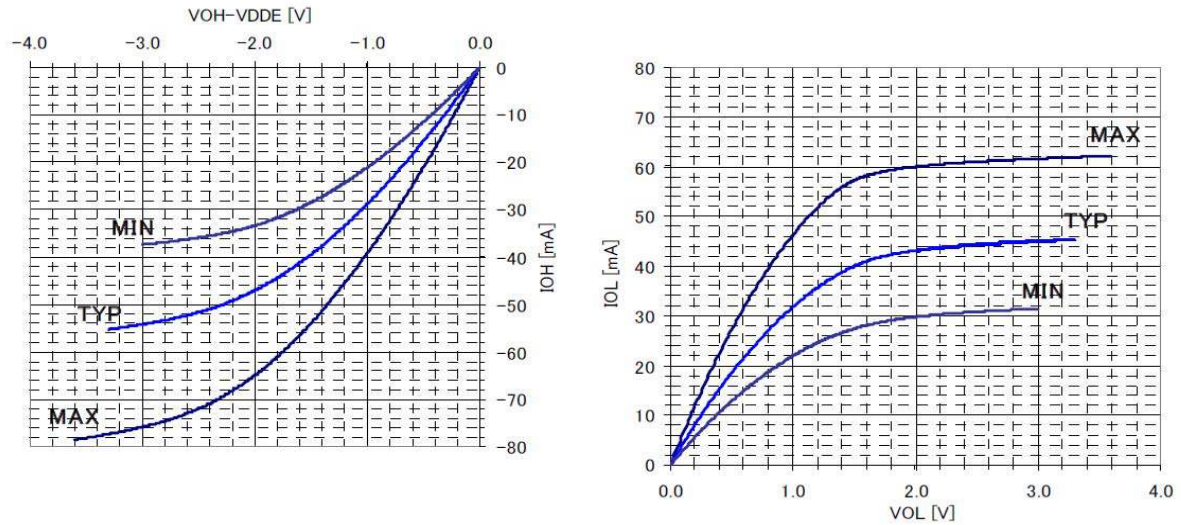 VOH-VDDE [V]
-4.0 -3.0 -2.0 -1.0 0.0
0
-10
-20
-30
-40
-50
-60
-70
-80
IOH [mA]
MIN
TYP
MAX
80
70
60
50
40
30
20
10
0
IOL [mA]
MAX
TYP
MIN
0.0 1.0 2.0 3.0 4.0
VOL [V]